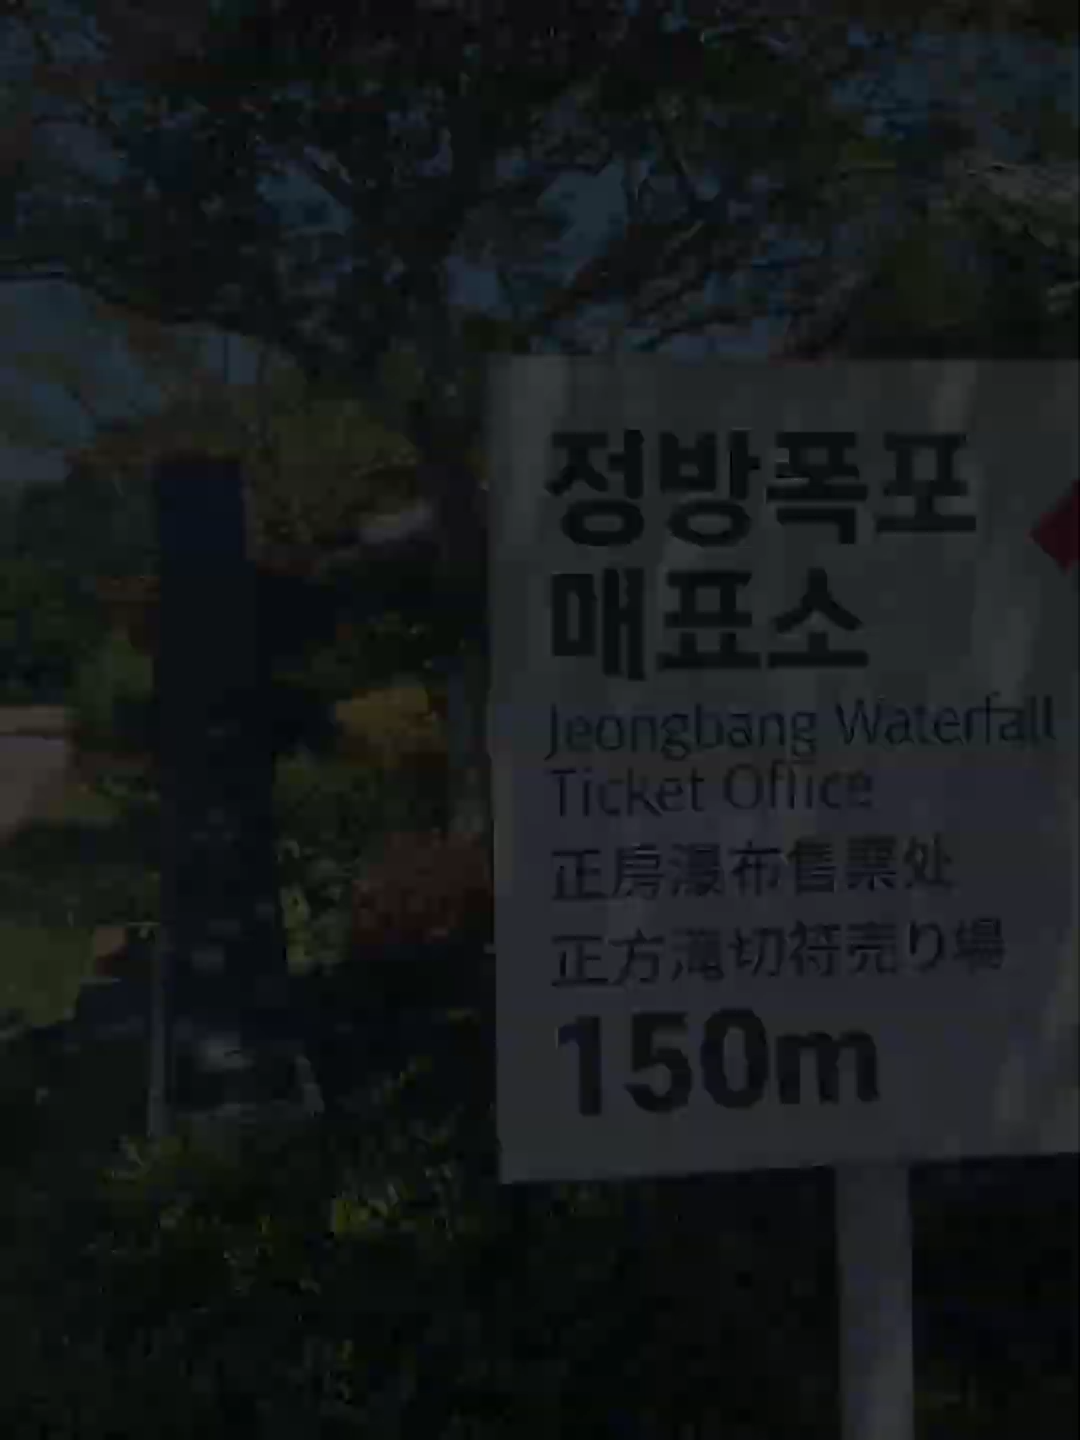 정방폭포
매표소
Jeongbang Waterfall
Ticket Office
正房瀑布售票处
正方滝切符売り場
150m